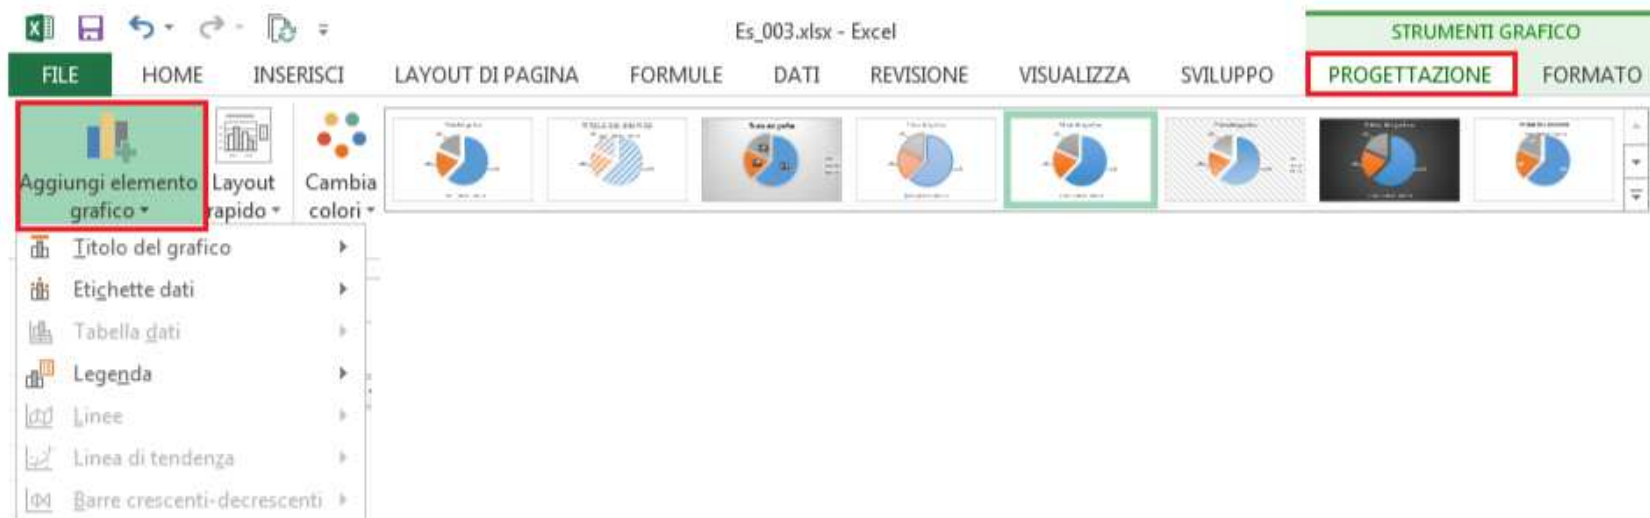 Es_003.xlsx - Excel
STRUMENTI GRAFICO
FILE HOME INSERISCI LAYOUT DI PAGINA FORMULE DATI REVISIONE VISUALIZZA SVILUPPO PROGETTAZIONE FORMATO
Aggiungi elemento grafico
Layout rapido
Cambia colori
Titolo del grafico
Etichette dati
Tabella dati
Legenda
Linee
Linea di tendenza
Barre crescenti-decrescenti